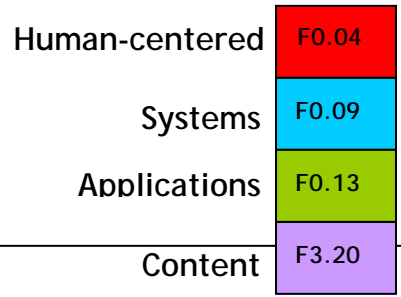 Human-centered F0.04
Systems F0.09
Applications F0.13
Content F3.20